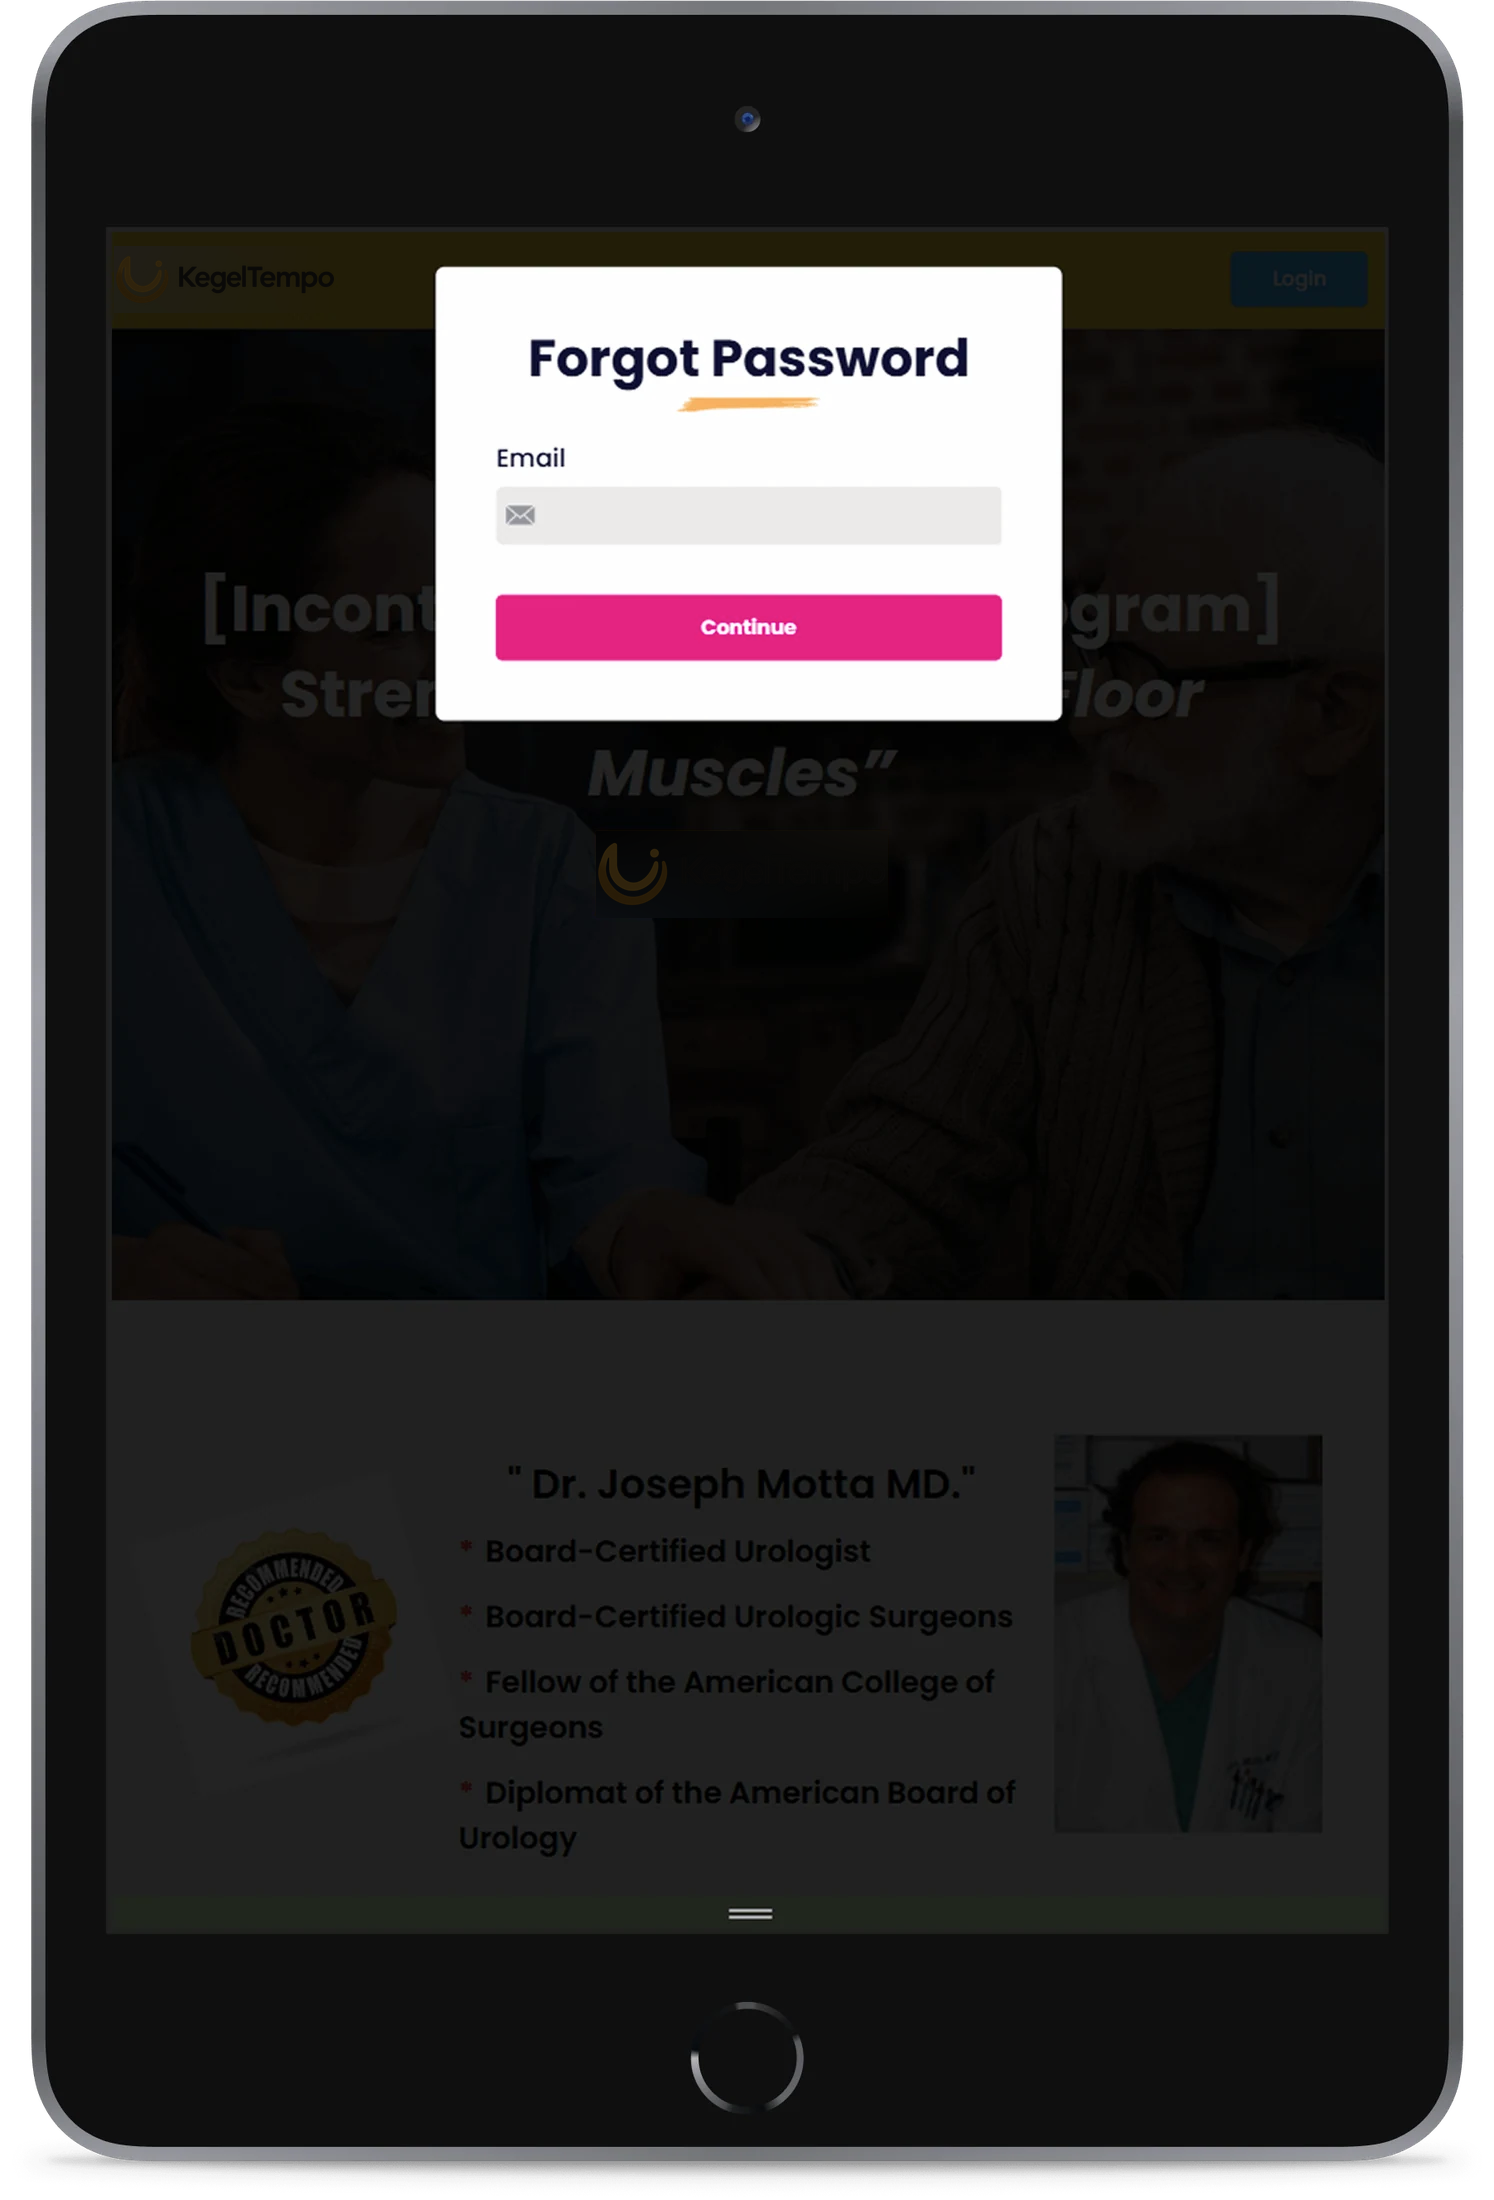 KegelTempo
Login
Forgot Password
Email
Continue
[Incont
gram]
Stren
Floor
Muscles”
" Dr. Joseph Motta MD."
* Board-Certified Urologist
* Board-Certified Urologic Surgeons
* Fellow of the American College of
Surgeons
* Diplomat of the American Board of
Urology
RECOMMENDED
DOCTOR
RECOMMENDED